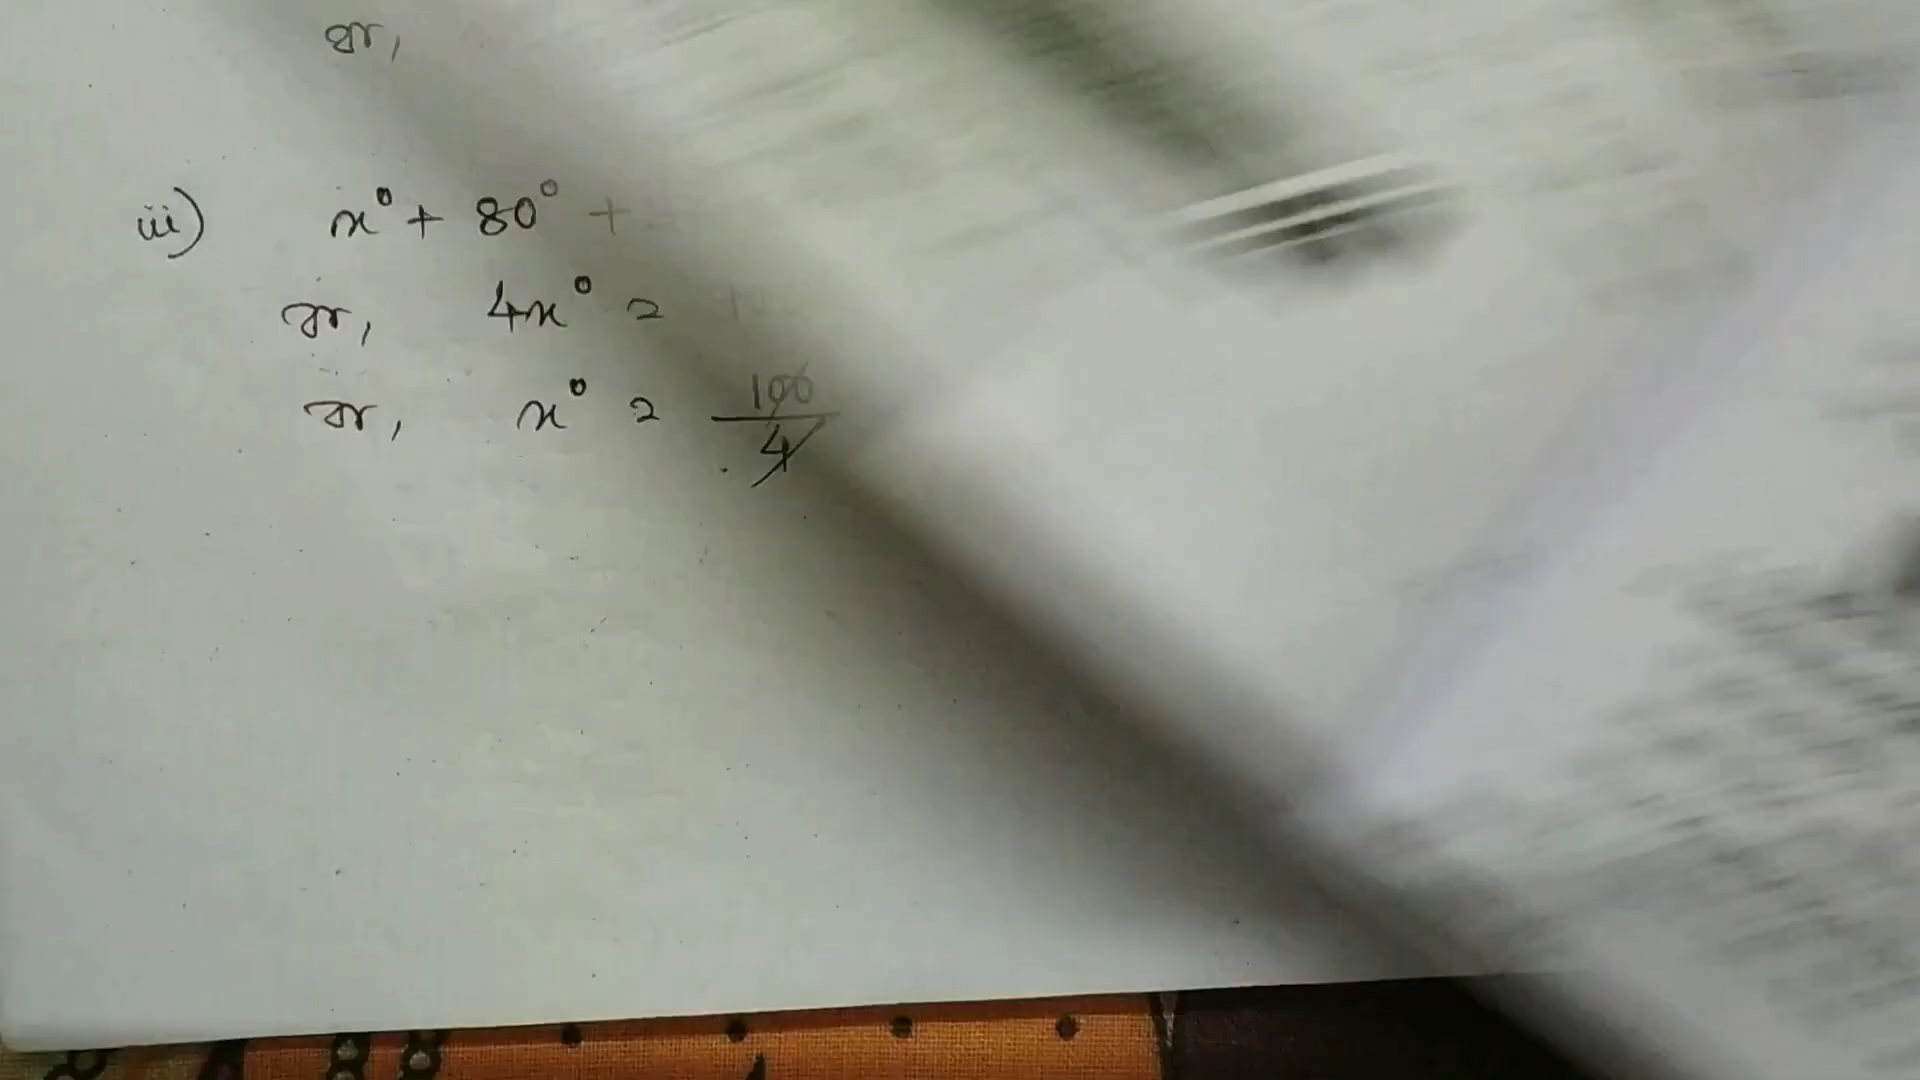 বা,
iii) x° + 80° +
বা, 4x° =
বা, x° = 100/4